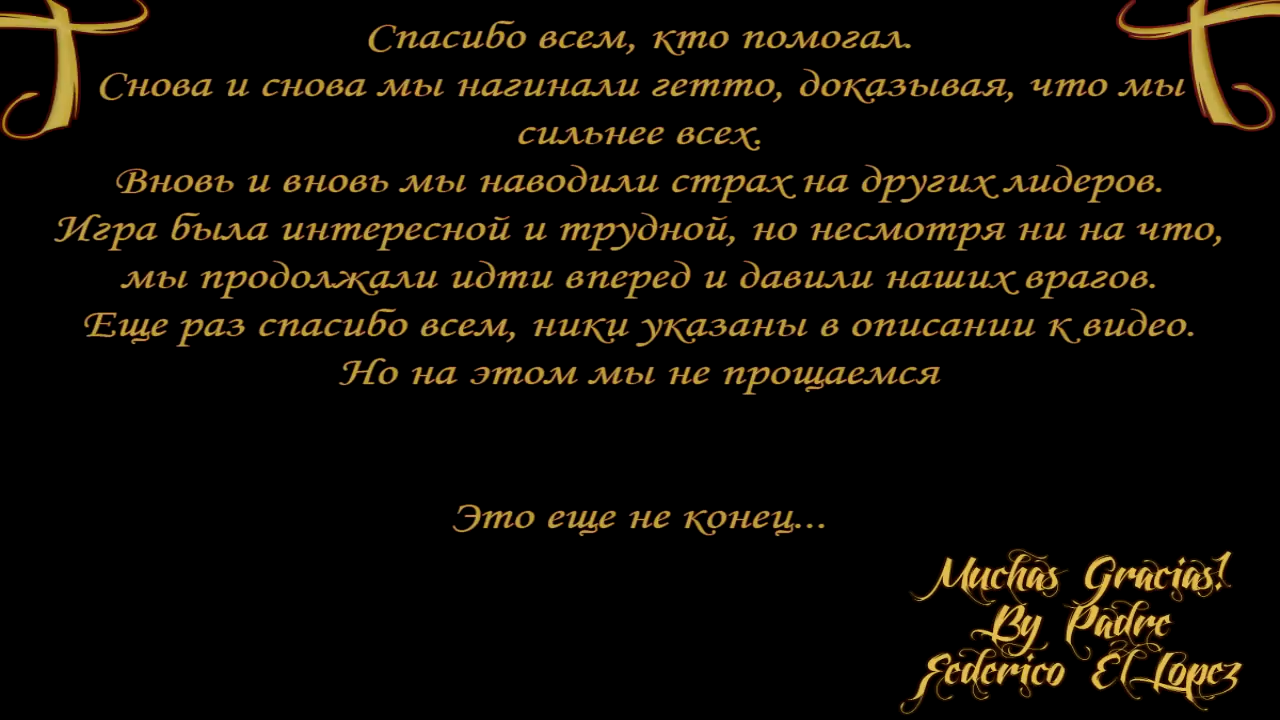 Спасибо всем, кто помогал.
Снова и снова мы нагинали гетто, доказывая, что мы
сильнее всех.
Вновь и вновь мы наводили страх на других лидеров.
Игра была интересной и трудной, но несмотря ни на что,
мы продолжали идти вперед и давили наших врагов.
Еще раз спасибо всем, ники указаны в описании к видео.
Но на этом мы не прощаемся
Это еще не конец...
Muchas Gracias!
By Padre
Federico El Lopez